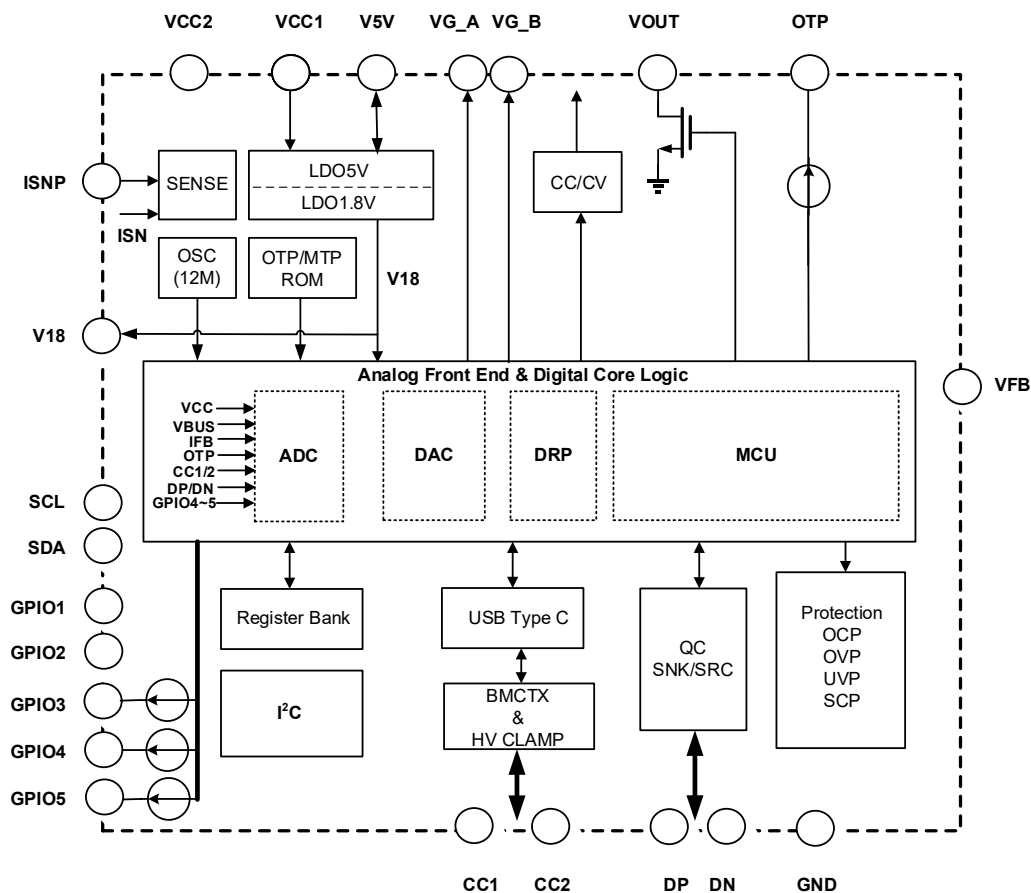 VCC2 VCC1 V5V VG_A VG_B VOUT OTP
ISNP
SENSE
ISN
LDO5V
LDO1.8V
CC/CV
OSC
(12M)
OTP/MTP
ROM
V18
V18
VFB
Analog Front End & Digital Core Logic
VCC
VBUS
IFB
OTP
CC1/2
DP/DN
GPIO4~5
ADC
DAC
DRP
MCU
SCL
SDA
GPIO1
GPIO2
GPIO3
GPIO4
GPIO5
Register Bank
I²C
USB Type C
BMCTX
&
HV CLAMP
QC
SNK/SRC
Protection
OCP
OVP
UVP
SCP
CC1 CC2 DP DN GND